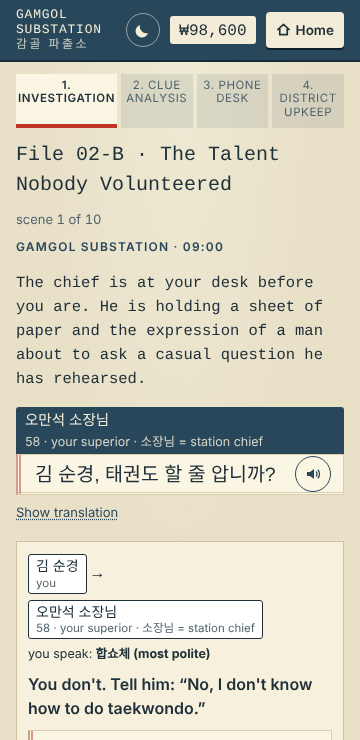 GAMGOL
SUBSTATION
감골 파출소
₩98,600
Home
1.
INVESTIGATION
2. CLUE
ANALYSIS
3. PHONE
DESK
4.
DISTRICT
UPKEEP
File 02-B · The Talent
Nobody Volunteered
scene 1 of 10
GAMGOL SUBSTATION · 09:00
The chief is at your desk before
you are. He is holding a sheet of
paper and the expression of a man
about to ask a casual question he
has rehearsed.
오만석 소장님
58 · your superior · 소장님 = station chief
김 순경, 태권도 할 줄 압니까?
Show translation
김 순경
you
→
오만석 소장님
58 · your superior · 소장님 = station chief
you speak: 합쇼체 (most polite)
You don't. Tell him: “No, I don't know
how to do taekwondo.”